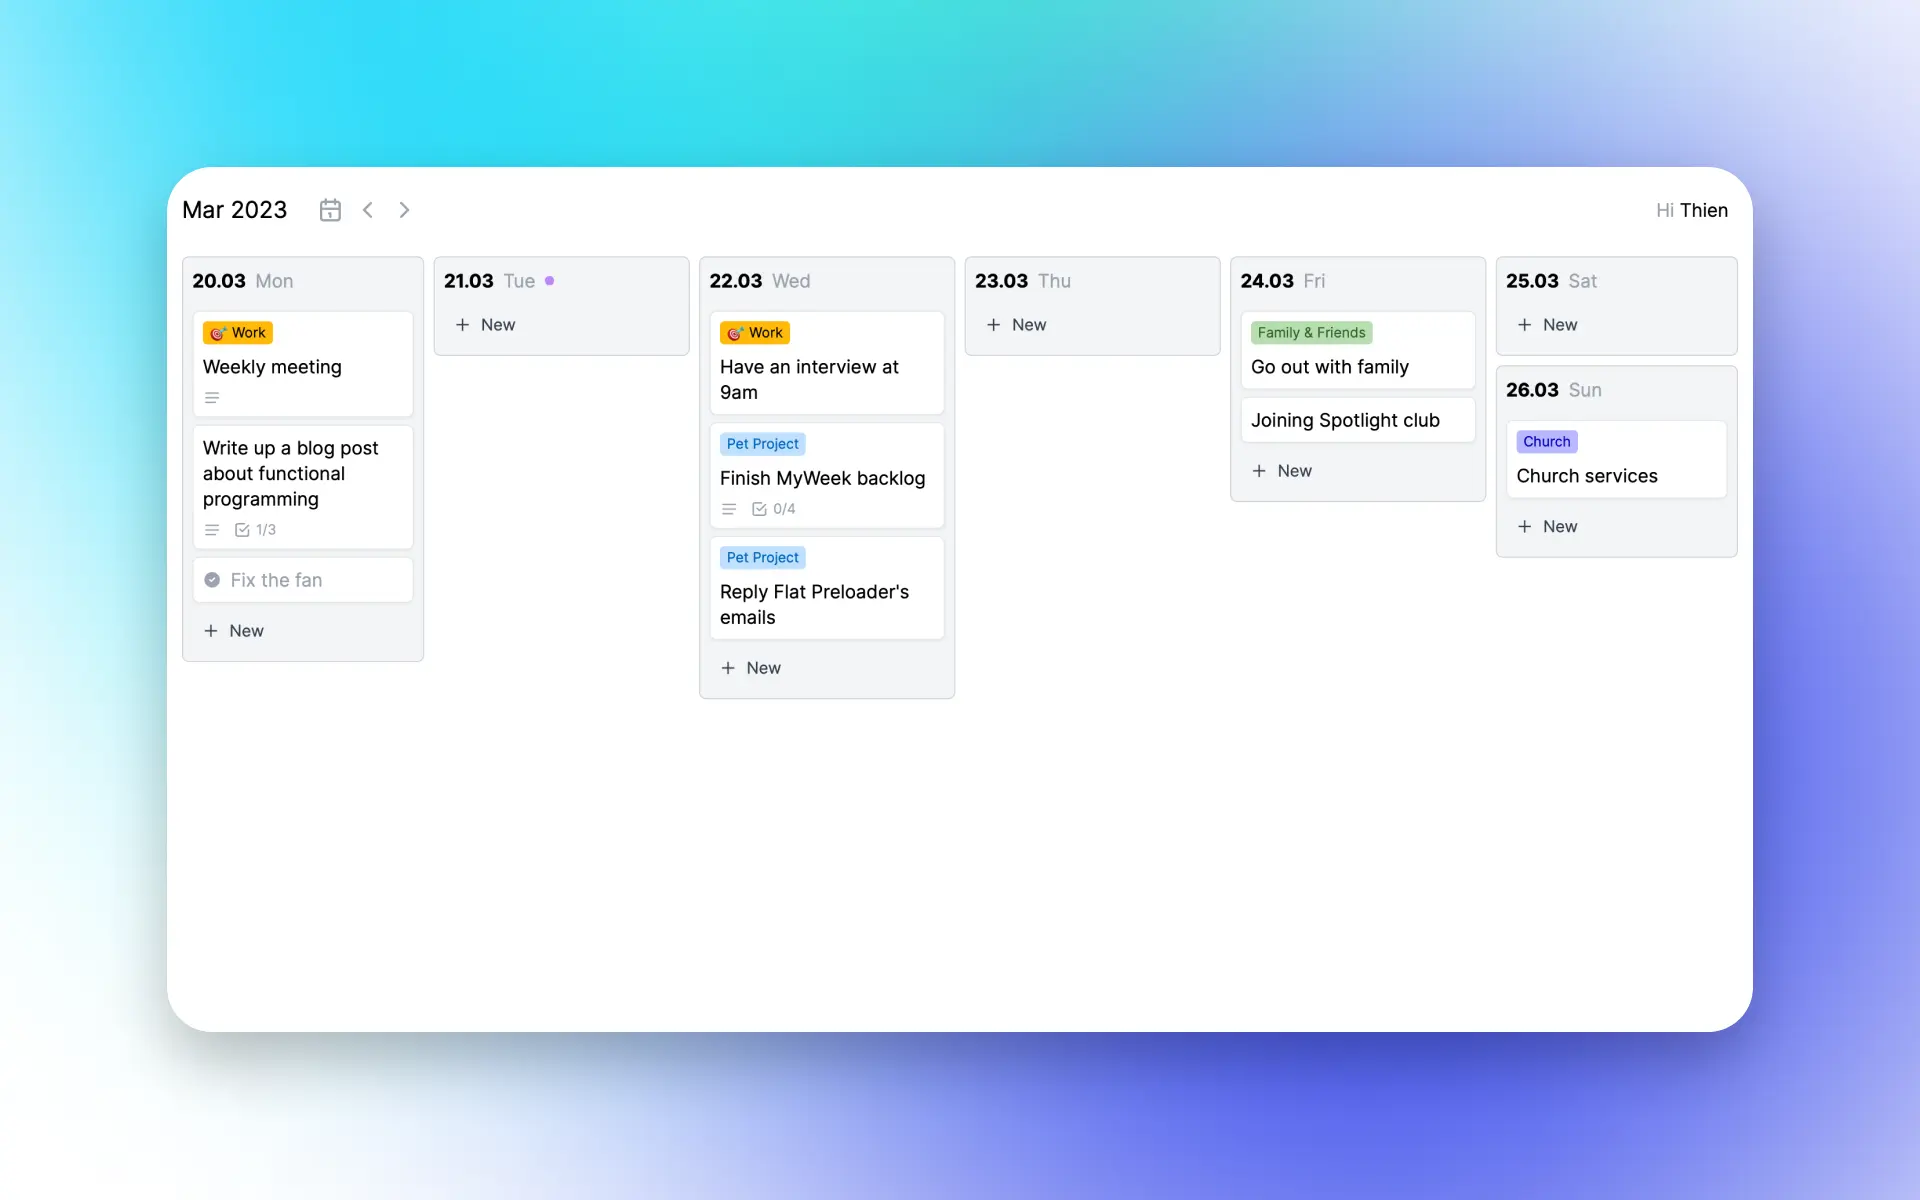 Mar 2023
Hi Thien
20.03 Mon
🎯 Work
Weekly meeting
Write up a blog post
about functional
programming
1/3
Fix the fan
+ New
21.03 Tue
+ New
22.03 Wed
🎯 Work
Have an interview at
9am
Pet Project
Finish MyWeek backlog
0/4
Pet Project
Reply Flat Preloader's
emails
+ New
23.03 Thu
+ New
24.03 Fri
Family & Friends
Go out with family
Joining Spotlight club
+ New
25.03 Sat
+ New
26.03 Sun
Church
Church services
+ New